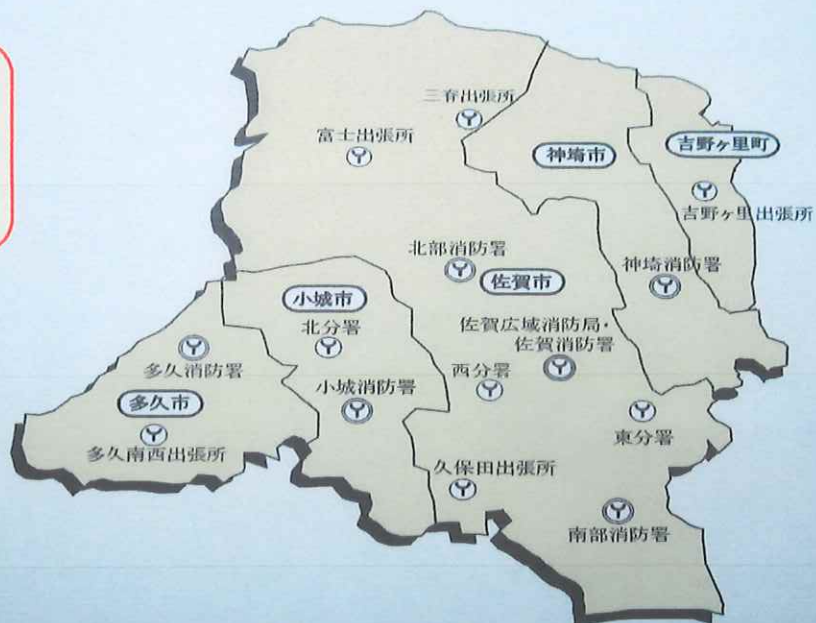 三脊出張所
富士出張所
神埼市
吉野ヶ里町
吉野ヶ里出張所
北部消防署
佐賀市
神埼消防署
小城市
北分署
佐賀広域消防局・
佐賀消防署
多久消防署
西分署
小城消防署
多久市
東分署
多久南西出張所
久保田出張所
南部消防署